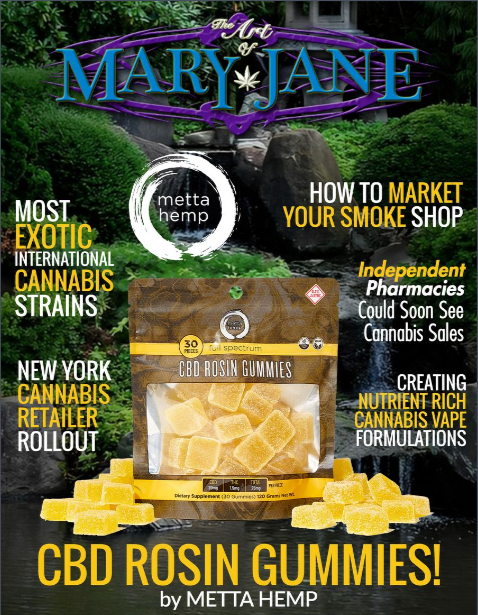 The Art
Of
MARY JANE
metta
hemp
HOW TO MARKET
YOUR SMOKE SHOP
MOST
EXOTIC
INTERNATIONAL
CANNABIS
STRAINS
Independent
Pharmacies
Could Soon See
Cannabis Sales
NEW YORK
CANNABIS
RETAILER
ROLLOUT
CREATING
NUTRIENT RICH
CANNABIS VAPE
FORMULATIONS
30
PIECES
full spectrum
CBD ROSIN GUMMIES
CBD
THC
Dietary Supplement (30 Gummies) 120 Grams Net Wt.
CBD ROSIN GUMMIES!
by METTA HEMP